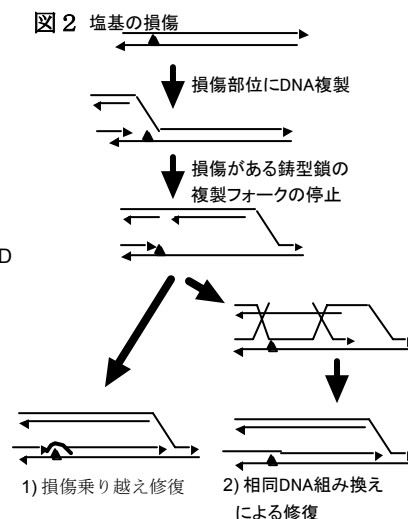 図2 塩基の損傷
損傷部位にDNA複製
損傷がある鋳型鎖の
複製フォークの停止
D
1) 損傷乗り越え修復
2) 相同DNA組み換え
による修復